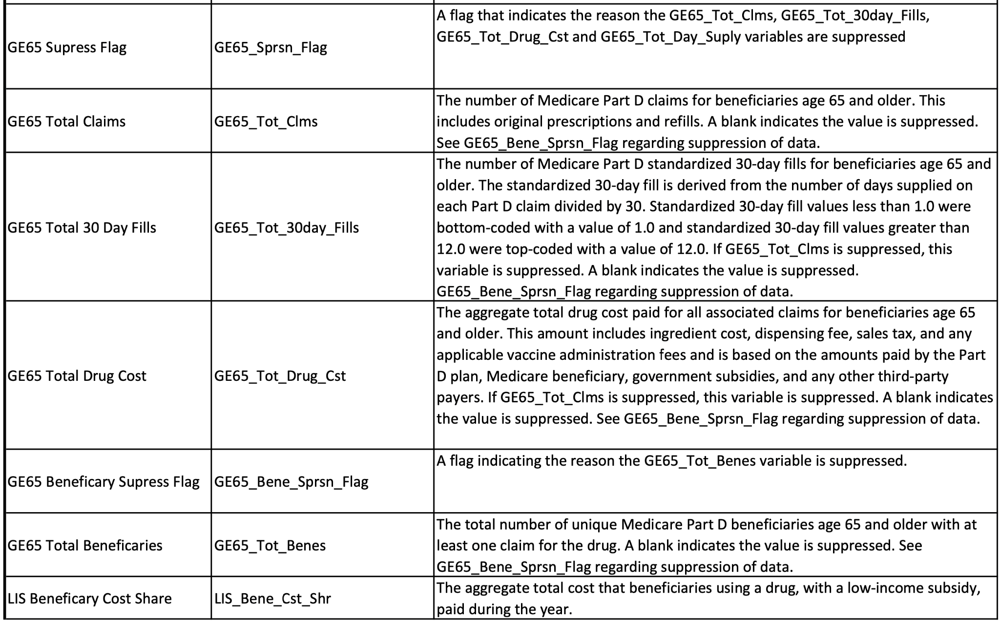 GE65 Supress Flag
GE65_Sprsn_Flag
A flag that indicates the reason the GE65_Tot_Clms, GE65_Tot_30day_Fills,
GE65_Tot_Drug_Cst and GE65_Tot_Day_Suply variables are suppressed
GE65 Total Claims
GE65_Tot_Clms
The number of Medicare Part D claims for beneficiaries age 65 and older. This
includes original prescriptions and refills. A blank indicates the value is suppressed.
See GE65_Bene_Sprsn_Flag regarding suppression of data.
GE65 Total 30 Day Fills
GE65_Tot_30day_Fills
The number of Medicare Part D standardized 30-day fills for beneficiaries age 65 and
older. The standardized 30-day fill is derived from the number of days supplied on
each Part D claim divided by 30. Standardized 30-day fill values less than 1.0 were
bottom-coded with a value of 1.0 and standardized 30-day fill values greater than
12.0 were top-coded with a value of 12.0. If GE65_Tot_Clms is suppressed, this
variable is suppressed. A blank indicates the value is suppressed.
GE65_Bene_Sprsn_Flag regarding suppression of data.
GE65 Total Drug Cost
GE65_Tot_Drug_Cst
The aggregate total drug cost paid for all associated claims for beneficiaries age 65
and older. This amount includes ingredient cost, dispensing fee, sales tax, and any
applicable vaccine administration fees and is based on the amounts paid by the Part
D plan, Medicare beneficiary, government subsidies, and any other third-party
payers. If GE65_Tot_Clms is suppressed, this variable is suppressed. A blank indicates
the value is suppressed. See GE65_Bene_Sprsn_Flag regarding suppression of data.
GE65 Beneficary Supress Flag
GE65_Bene_Sprsn_Flag
A flag indicating the reason the GE65_Tot_Benes variable is suppressed.
GE65 Total Beneficaries
GE65_Tot_Benes
The total number of unique Medicare Part D beneficiaries age 65 and older with at
least one claim for the drug. A blank indicates the value is suppressed. See
GE65_Bene_Sprsn_Flag regarding suppression of data.
LIS Beneficary Cost Share
LIS_Bene_Cst_Shr
The aggregate total cost that beneficiaries using a drug, with a low-income subsidy,
paid during the year.